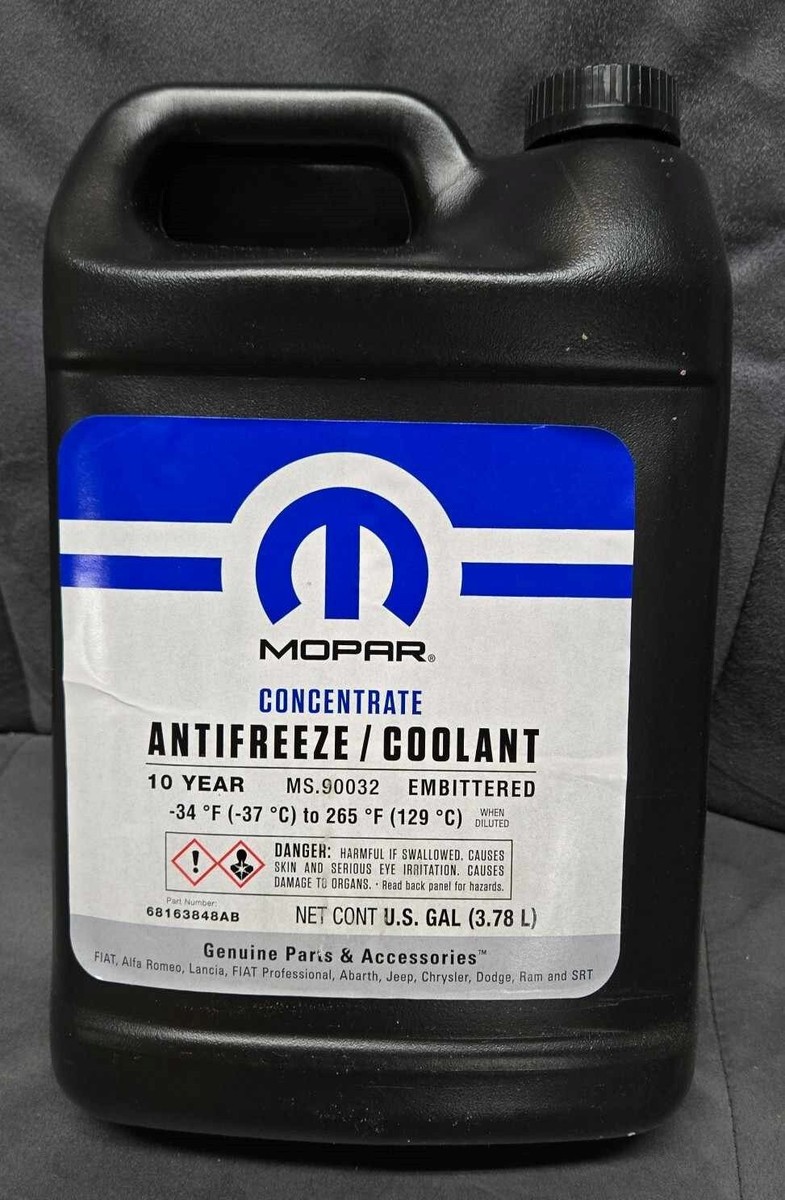 MOPAR®
CONCENTRATE
ANTIFREEZE / COOLANT
10 YEAR MS.90032 EMBITTERED
-34 °F (-37 °C) to 265 °F (129 °C) WHEN DILUTED
DANGER: HARMFUL IF SWALLOWED. CAUSES
SKIN AND SERIOUS EYE IRRITATION. CAUSES
DAMAGE TO ORGANS. • Read back panel for hazards.
Part Number:
68163848AB
NET CONT U.S. GAL (3.78 L)
Genuine Parts & Accessories™
FIAT, Alfa Romeo, Lancia, FIAT Professional, Abarth, Jeep, Chrysler, Dodge, Ram and SRT